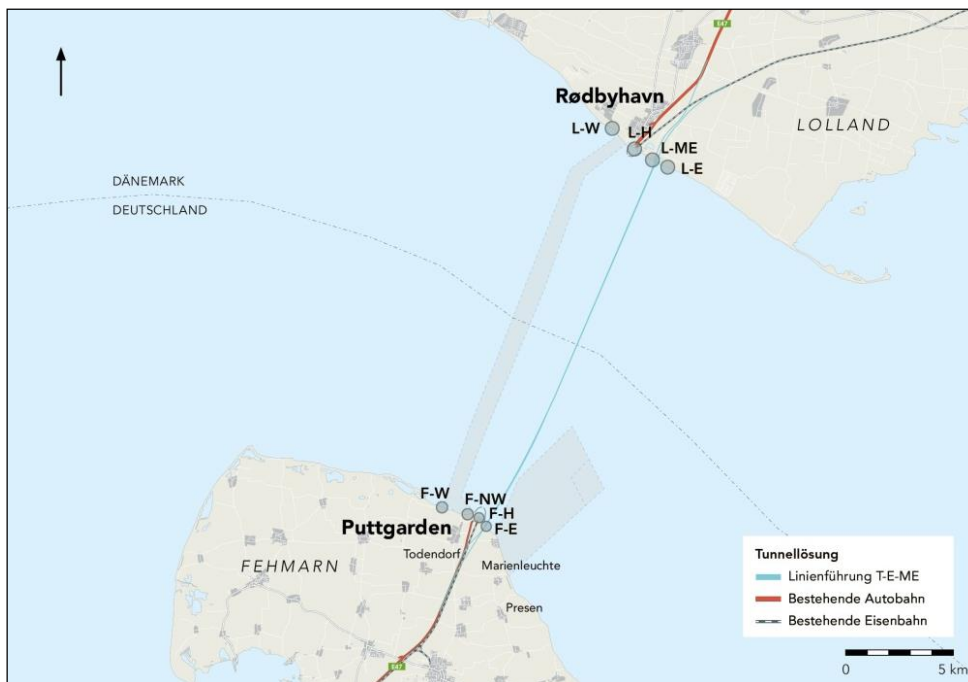 E47
Rødbyhavn
L-W
L-H
LOLLAND
L-ME
L-E
DÄNEMARK
DEUTSCHLAND
F-W
F-NW
F-H
Puttgarden
F-E
Todendorf
FEHMARN
Marienleuchte
Presen
E47
Tunnellösung
Linienführung T-E-ME
Bestehende Autobahn
Bestehende Eisenbahn
0 5 km